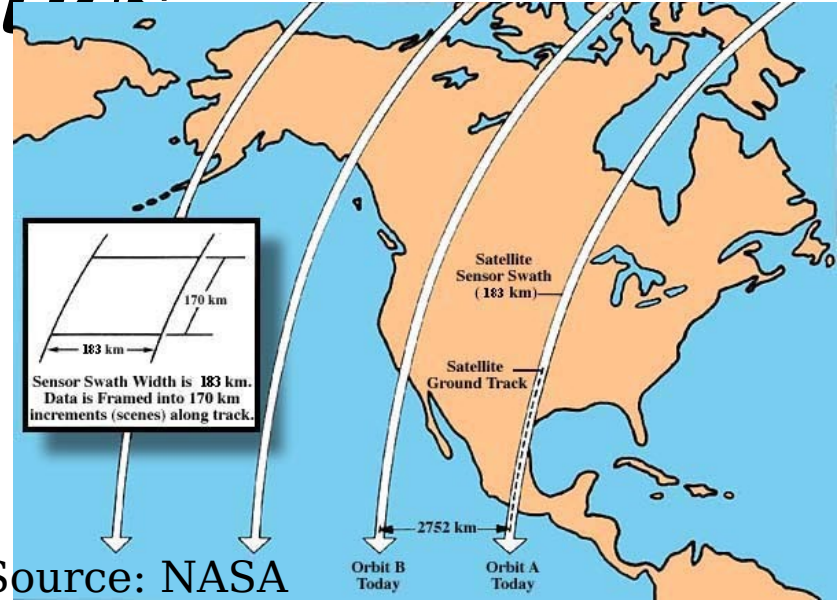 Satellite
Sensor Swath
(183 km)
170 km
183 km
Sensor Swath Width is 183 km.
Data is Framed into 170 km
increments (scenes) along track.
Satellite
Ground Track
2752 km
Orbit B
Today
Orbit A
Today
Source: NASA